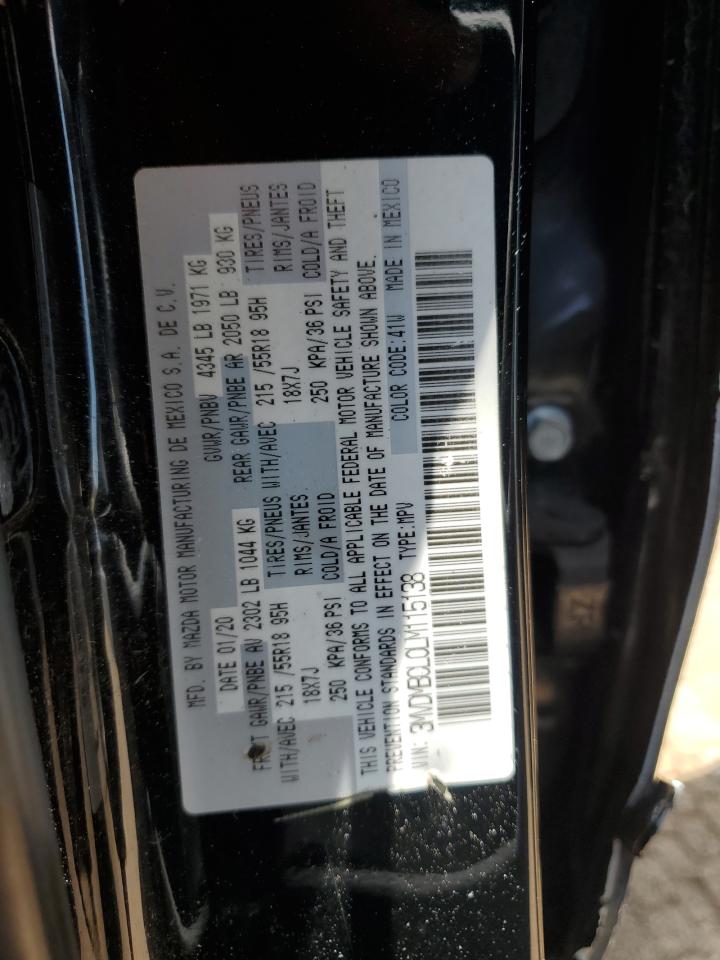 MFD. BY MAZDA MOTOR MANUFACTURING DE MEXICO S.A. DE C.V.
DATE 01/20 GVWR/PNBV 4345 LB 1971 KG
FRONT GAWR/PNBE AV 2302 LB 1044 KG REAR GAWR/PNBE AR 2050 LB 930 KG
WITH/AVEC 215 /55R18 95H TIRES/PNEUS WITH/AVEC 215 /55R18 95H TIRES/PNEUS
18X7J RIMS/JANTES 18X7J RIMS/JANTES
250 KPA/36 PSI COLD/A FROID 250 KPA/36 PSI COLD/A FROID
THIS VEHICLE CONFORMS TO ALL APPLICABLE FEDERAL MOTOR VEHICLE SAFETY AND THEFT
PREVENTION STANDARDS IN EFFECT ON THE DATE OF MANUFACTURE SHOWN ABOVE.
VIN: 3MVDMBCL0LM115138 TYPE:MPV COLOR CODE:41W MADE IN MEXICO